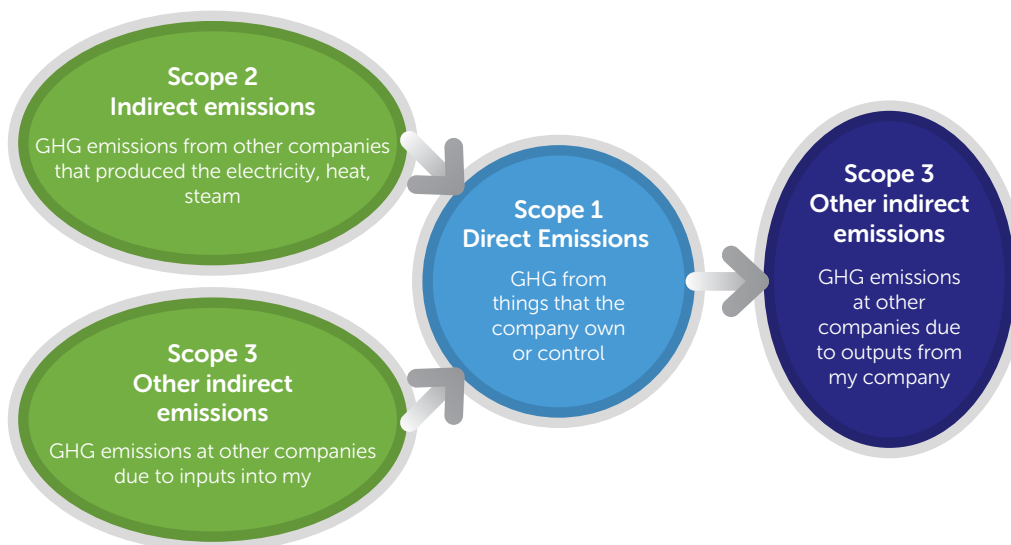 Scope 2
Indirect emissions
GHG emissions from other companies
that produced the electricity, heat,
steam
Scope 3
Other indirect
emissions
GHG emissions at other companies
due to inputs into my
Scope 1
Direct Emissions
GHG from
things that the
company own
or control
Scope 3
Other indirect
emissions
GHG emissions
at other
companies due
to outputs from
my company